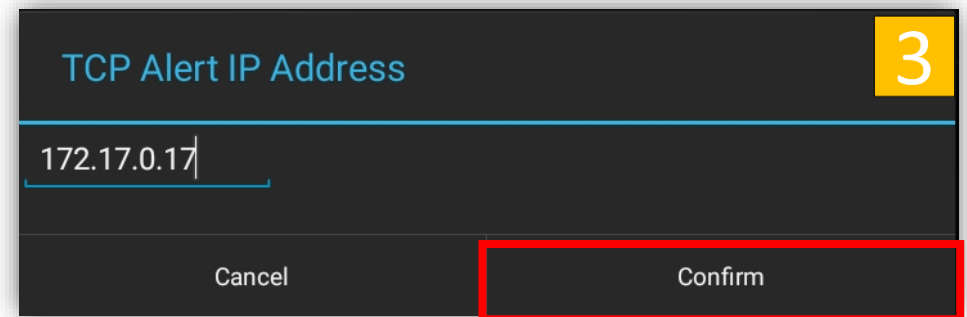 TCP Alert IP Address
3
172.17.0.17
Cancel
Confirm